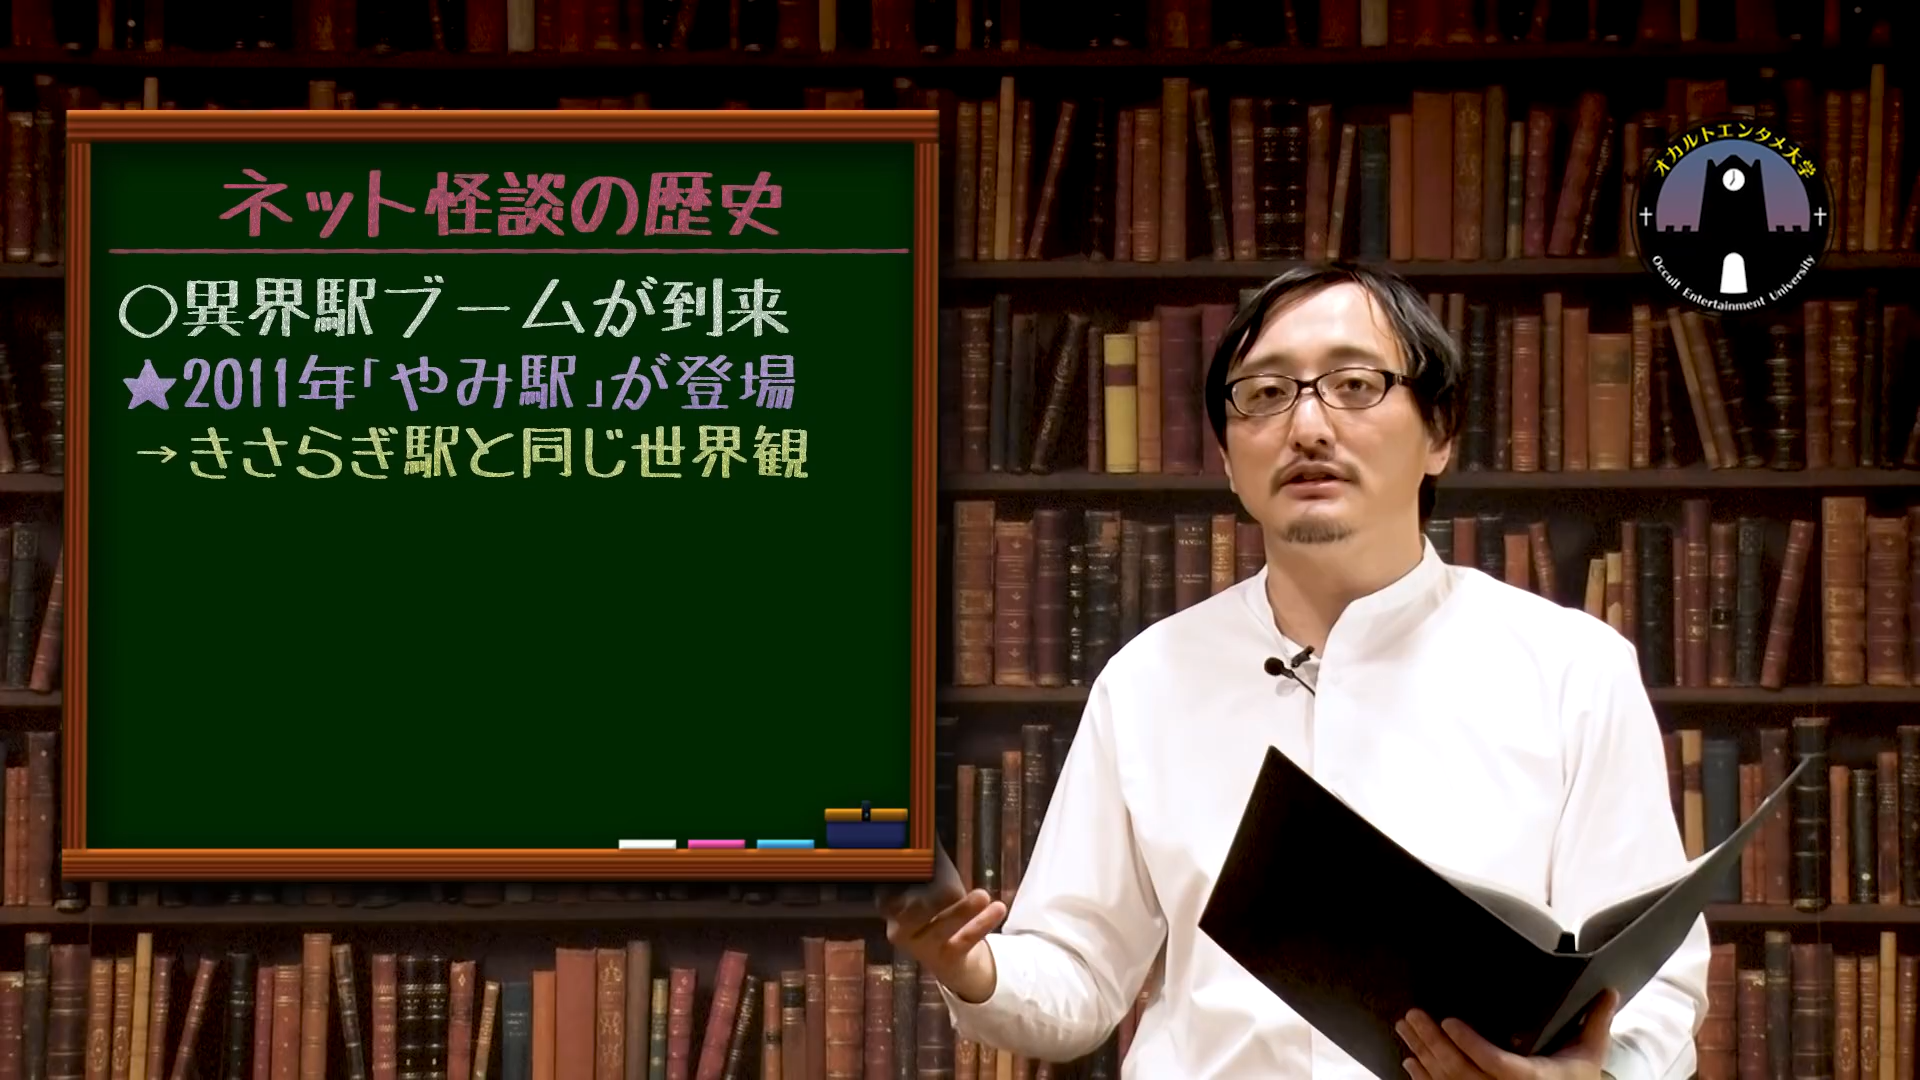 ネット怪談の歴史
○異界駅ブームが到来
★2011年「やみ駅」が登場
→きさらぎ駅と同じ世界観
オカルトエンタメ大学
Occult Entertainment University